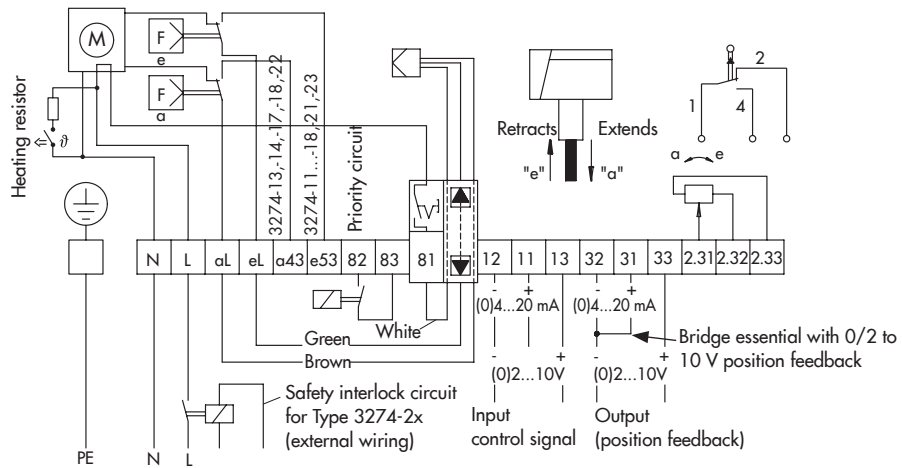 M
F
e
F
a
Heating resistor
⇐
ϑ
3274-13,-14,-17,-18,-22
3274-11...-18,-21,-23
Priority circuit
Retracts
Extends
"e"
"a"
1
2
4
a
e
N
L
aL
eL
a43
e53
82
83
81
12
11
13
32
31
33
2.31
2.32
2.33
- +
(0)4...20 mA
- +
(0)4...20 mA
White
Green
Brown
Bridge essential with 0/2 to
10 V position feedback
- +
(0)2...10V
- +
(0)2...10V
Safety interlock circuit
for Type 3274-2x
(external wiring)
Input
control signal
Output
(position feedback)
PE
N
L